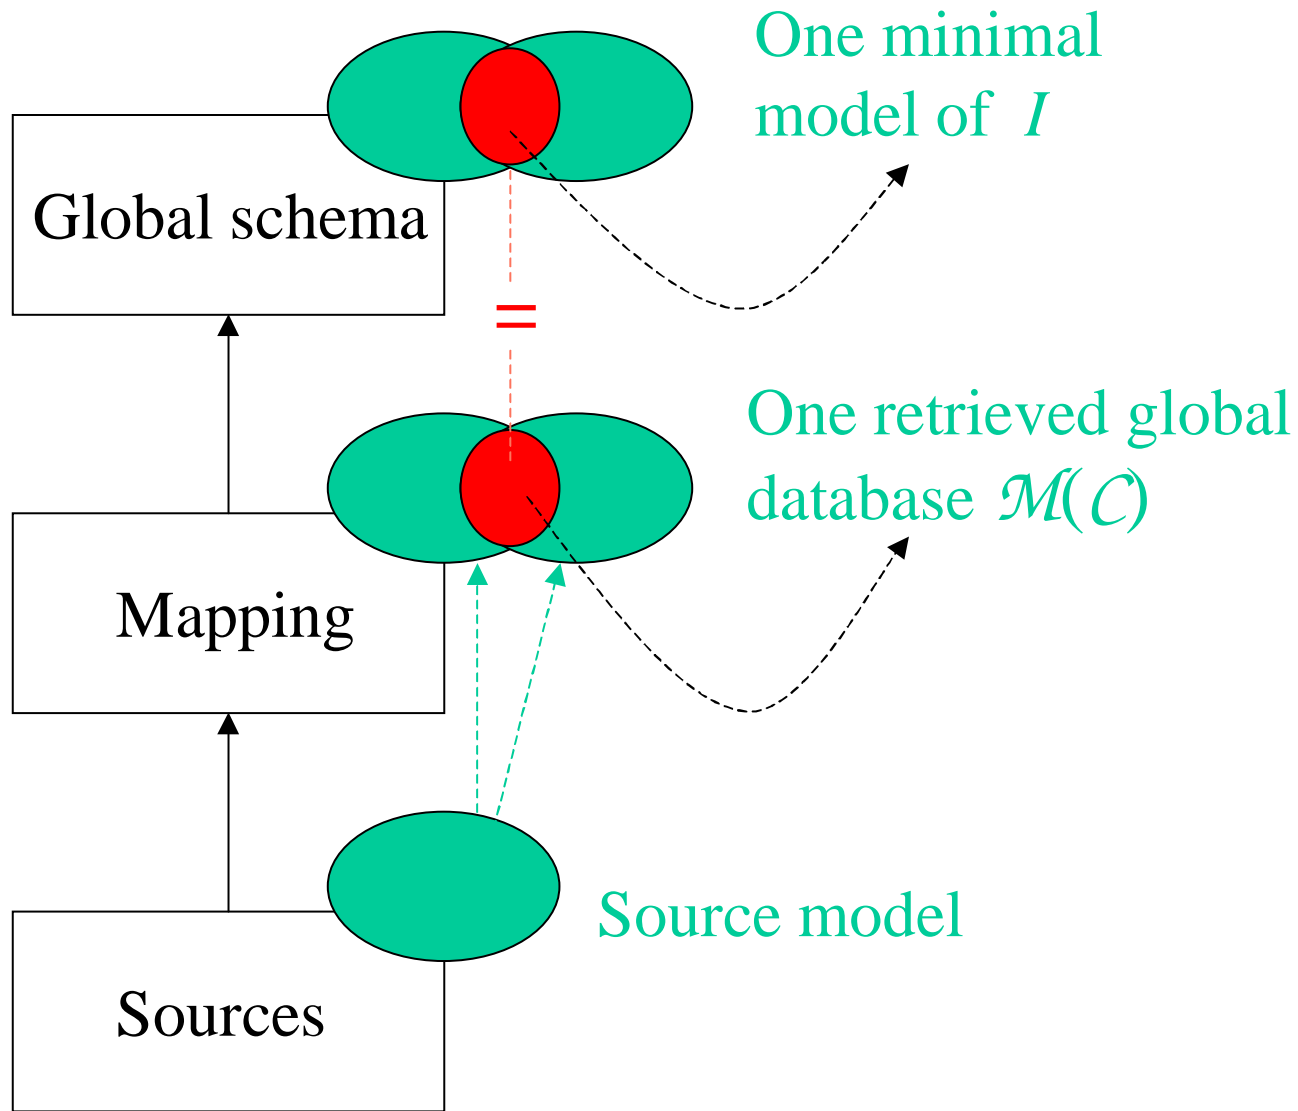 One minimal
model of I
Global schema
=
One retrieved global
database ℳ(𝒞)
Mapping
Source model
Sources